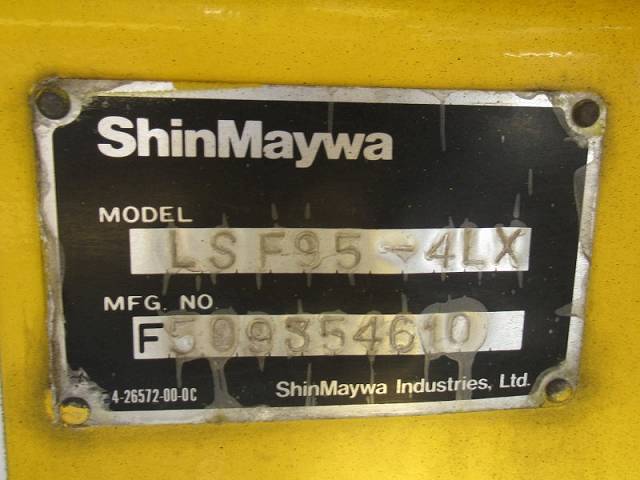 ShinMaywa
MODEL
LSF95-4LX
MFG. NO
F509354610
4-26572-00-0C
ShinMaywa Industries, Ltd.